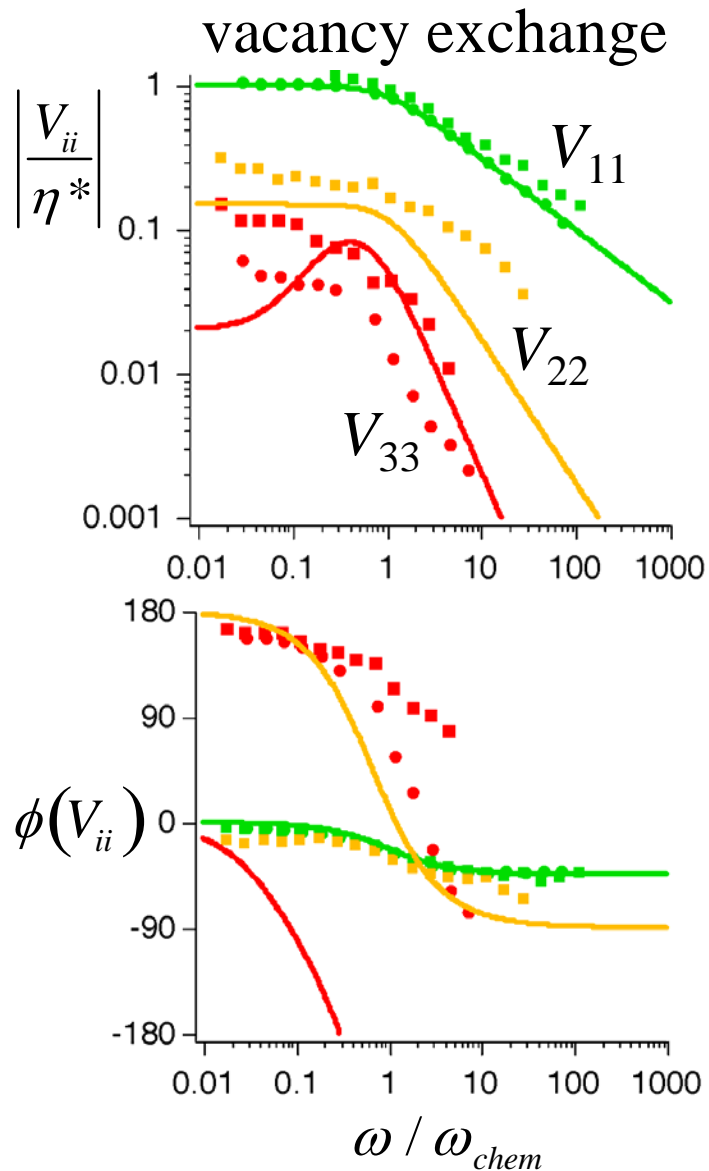 vacancy exchange
|V_ii / η*|
1
0.1
0.01
0.001
V_11
V_22
V_33
0.01 0.1 1 10 100 1000
ϕ(V_ii)
180
90
0
-90
-180
0.01 0.1 1 10 100 1000
ω / ω_chem